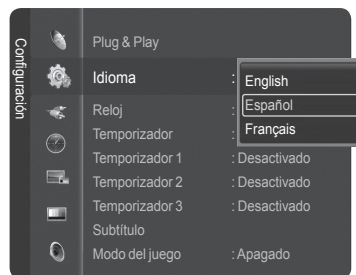 Configuración
Plug & Play
Idioma :
English
Español
Français
Reloj
Temporizador :
Temporizador 1 : Desactivado
Temporizador 2 : Desactivado
Temporizador 3 : Desactivado
Subtítulo
Modo del juego : Apagado